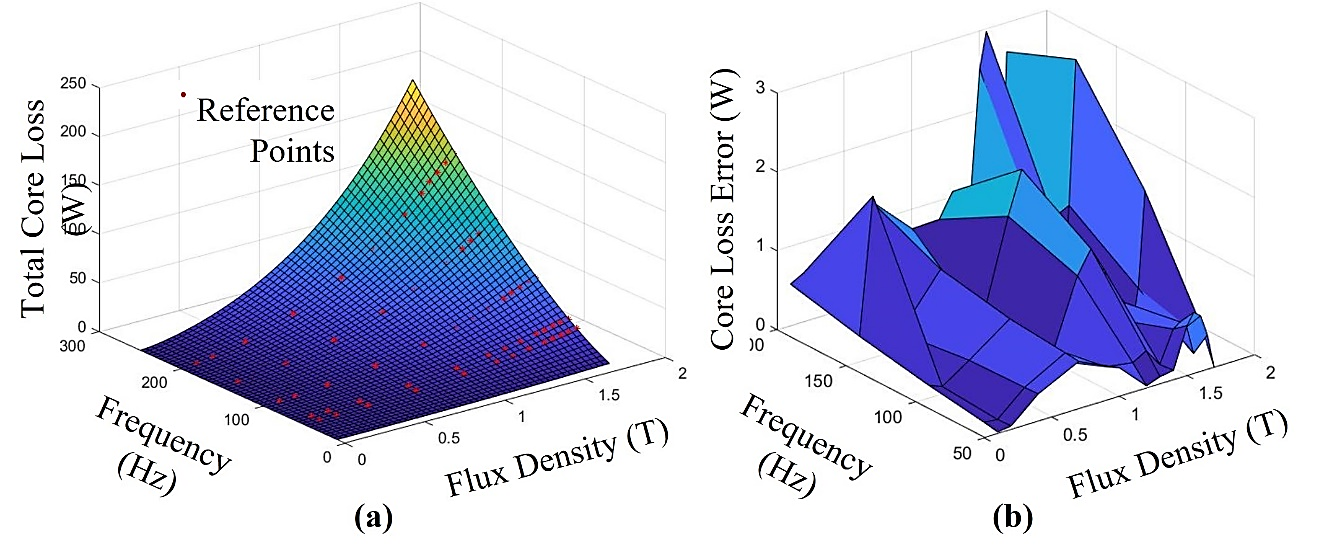 250
200
150
100
50
0
Total Core Loss
(W)
Reference
Points
300
200
100
0
Frequency
(Hz)
0
0.5
1
1.5
2
Flux Density (T)
(a)
3
2
1
0
Core Loss Error (W)
00
150
100
50
Frequency
(Hz)
0
0.5
1
1.5
2
Flux Density (T)
(b)